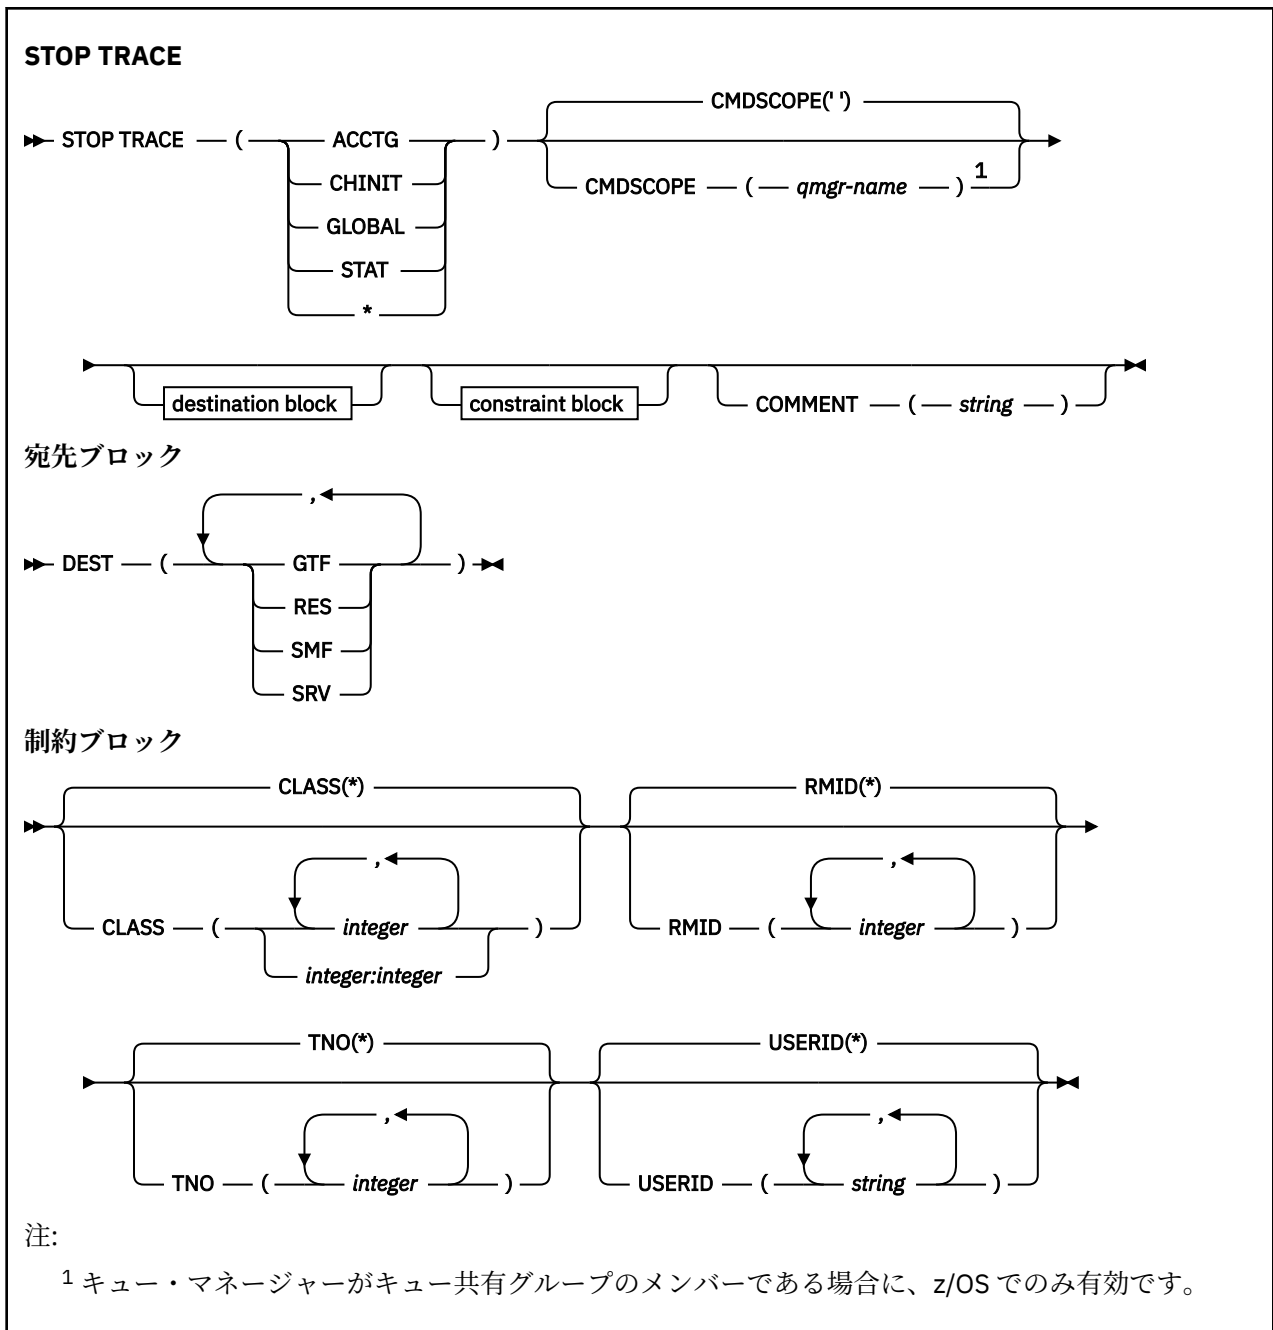 STOP TRACE
CMDSCOPE(' ')
STOP TRACE ( ACCTG )
CHINIT
GLOBAL
STAT
*
CMDSCOPE ( qmgr-name ) 1
destination block
constraint block
COMMENT ( string )
宛先ブロック
,
DEST ( GTF )
RES
SMF
SRV
制約ブロック
CLASS(*)
,
CLASS ( integer )
integer:integer
RMID(*)
,
RMID ( integer )
TNO(*)
,
TNO ( integer )
USERID(*)
,
USERID ( string )
注:
1 キュー・マネージャーがキュー共有グループのメンバーである場合に、z/OS でのみ有効です。